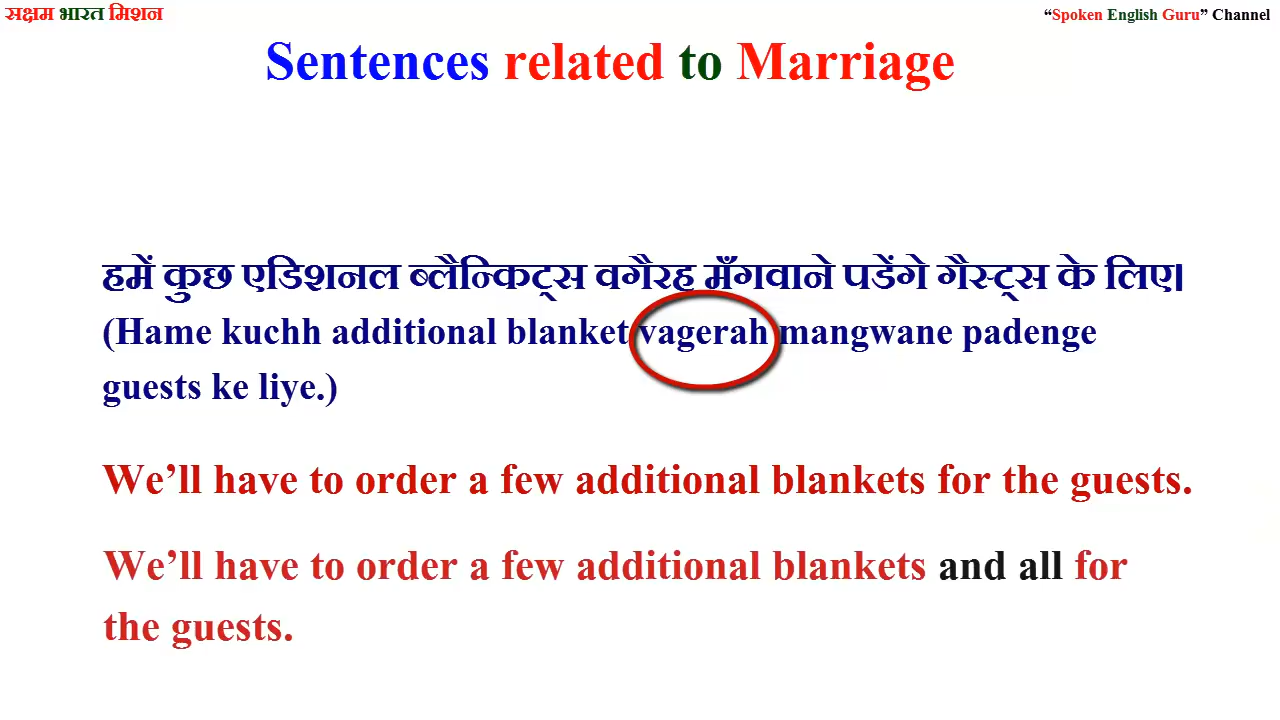 सक्षम भारत मिशन
“Spoken English Guru” Channel
Sentences related to Marriage
हमें कुछ एडिशनल ब्लैन्किट्स वगैरह मँगवाने पडेंगे गैस्ट्स के लिए।
(Hame kuchh additional blanket vagerah mangwane padenge
guests ke liye.)
We’ll have to order a few additional blankets for the guests.
We’ll have to order a few additional blankets and all for
the guests.